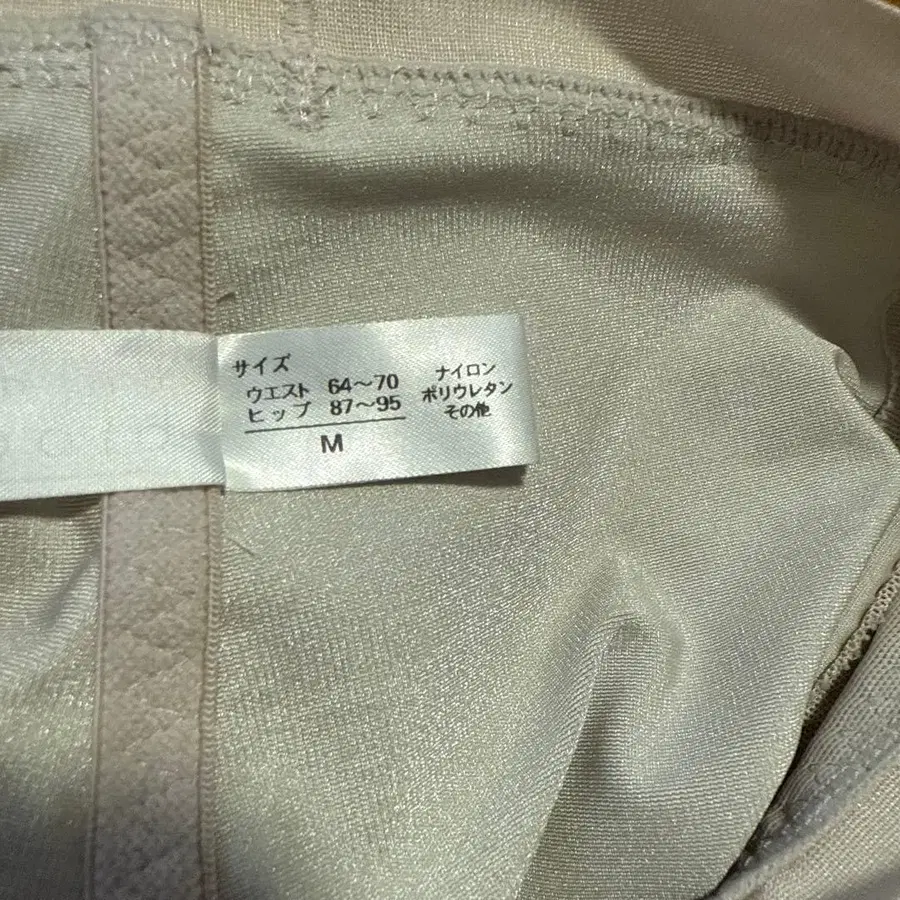 サイズ
ウエスト 64～70
ヒップ 87～95
M
ナイロン
ポリウレタン
その他